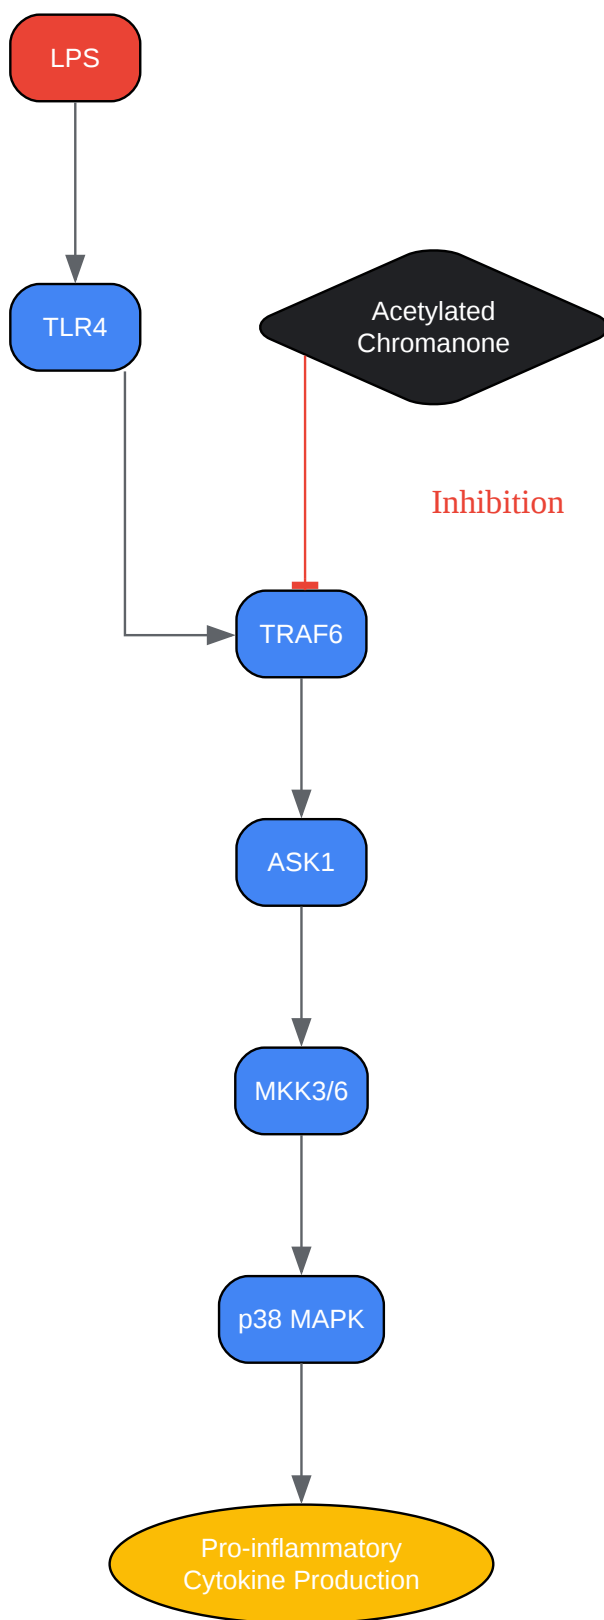 LPS
TLR4
Acetylated
Chromanone
Inhibition
TRAF6
ASK1
MKK3/6
p38 MAPK
Pro-inflammatory
Cytokine Production